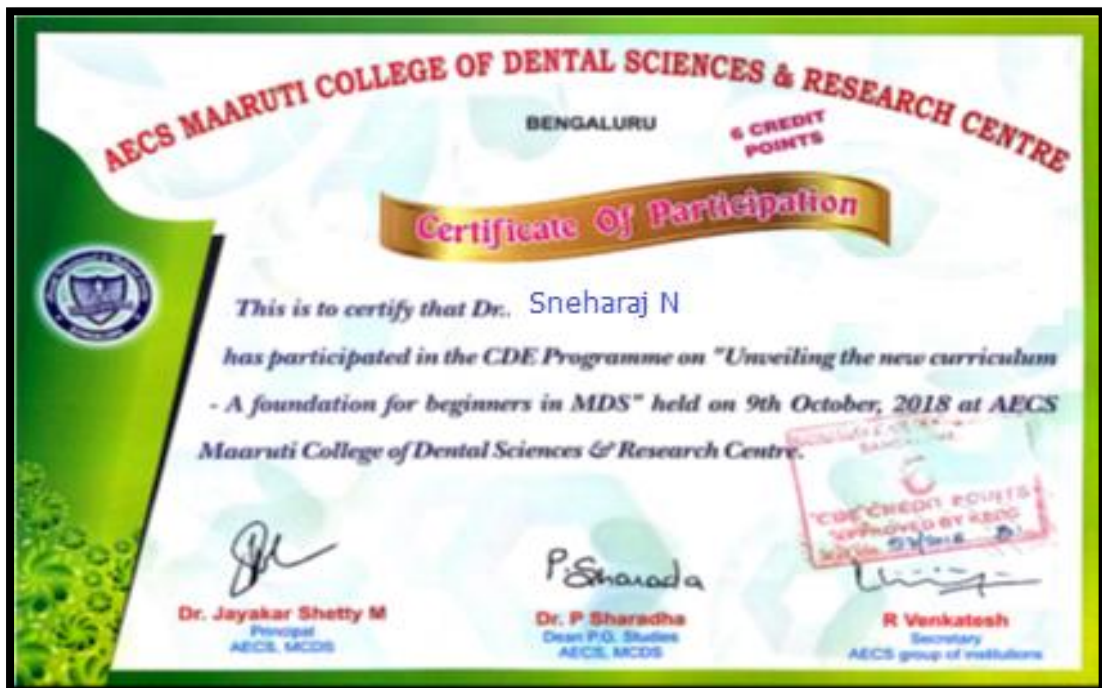 AECS MAARUTI COLLEGE OF DENTAL SCIENCES & RESEARCH CENTRE
BENGALURU
6 CREDIT
POINTS
Certificate Of Participation
This is to certify that Dr.. Sneharaj N
has participated in the CDE Programme on "Unveiling the new curriculum
- A foundation for beginners in MDS" held on 9th October, 2018 at AECS
Maaruti College of Dental Sciences & Research Centre.
CDE CREDIT POINTS
APPROVED BY KSDC
P. Sharada
Dr. Jayakar Shetty M
Principal
AECS, MCDS
Dr. P Sharadha
Dean P.G. Studies
AECS, MCDS
R Venkatesh
Secretary
AECS group of institutions